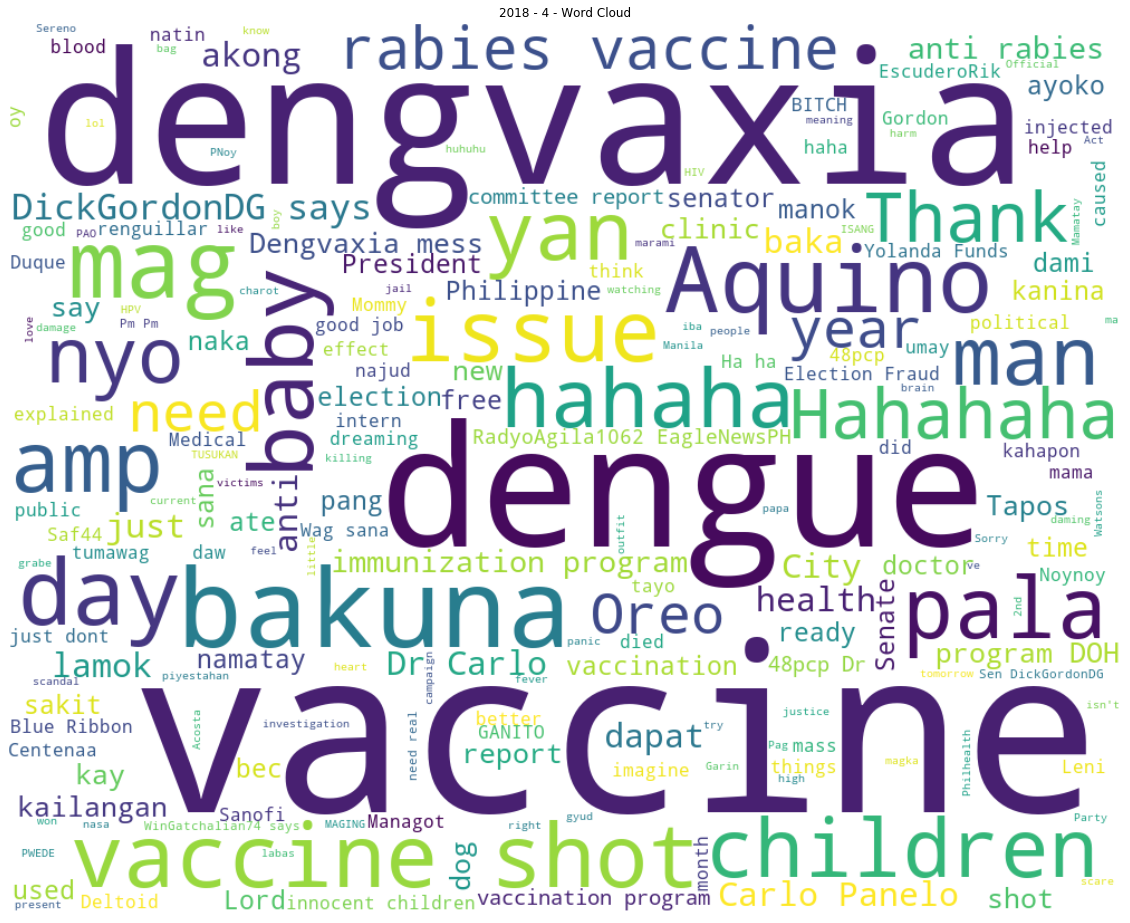 2018 - 4 - Word Cloud
Sereno
bag
know
natin
blood
akong
rabies vaccine
anti rabies
EscuderoRik
Official
ayoko
dengvaxia
oy
lol
PNoy
huhuhu
HIV
BITCH
meaning
haha
Gordon
harm
injected
Act
help
DickGordonDG says
committee report
senator
manok
Thank
Mamatay
caused
good
PAO
renguillar
like
boy
mag
Dengvaxia mess
yan
marami
clinic
baka
ISANG
Yolanda Funds
dami
Duque
charot
President
think
Aquino
say
HPV
Mommy
jail
Philippine
watching
kanina
love
damage
Pm Pm
good job
issue
iba
people
year
political
ma
nyo
naka
baby
effect
Manila
48pcp
umay
man
najud
new
Ha ha
Election Fraud
brain
explained
need
election
free
hahaha
Hahahaha
intern
Medical
dreaming
RadyoAgila1062 EagleNewsPH
did
kahapon
amp
TUSUKAN
killing
mama
victims
current
sana
anti
pang
dengue
papa
Tapos
public
Saf44
just
ate
Wag sana
outfit
daming
Watsons
Sorry
time
grabe
tumawag
daw
feel
little
immunization program
City
doctor
ve
Noynoy
day
bakuna
tayo
Oreo
health
pala
2nd
just dont
panic
died
ready
Senate
lamok
namatay
Dr Carlo
vaccination
48pcp Dr
program DOH
scandal
piyestahan
heart
campaign
fever
tomorrow
Sen DickGordonDG
sakit
vaccine
isn't
Blue Ribbon
Acosta
investigation
need real
better
GANITO
dapat
try
justice
Centenaa
report
Pag
mass
kay
bec
imagine
Garin
things
magka
high
Philhealth
Leni
kailangan
Sanofi
won
nasa
WinGatchalian74 says
MAGING
Managot
right
gyud
Party
PWEDE
vaccine shot
labas
dog
month
children
scare
used
present
Deltoid
Lord
innocent children
vaccination program
Carlo Panelo
shot